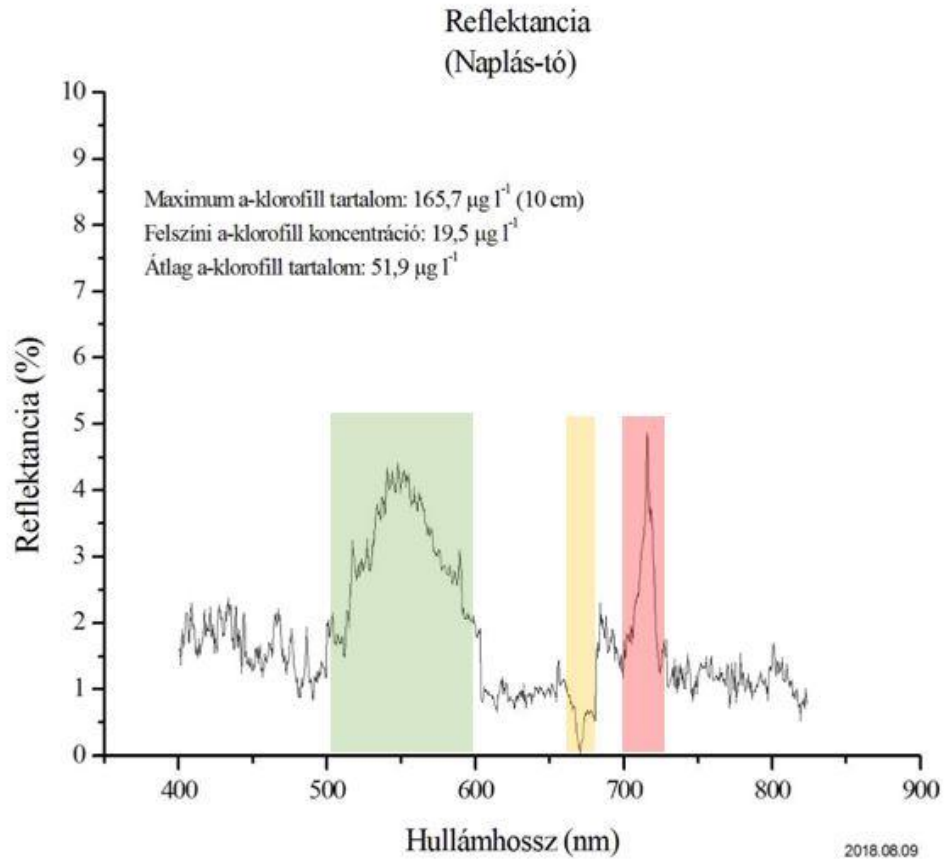 Reflektancia
(Naplás-tó)
10
9
8
7
6
5
4
3
2
1
0
Maximum a-klorofill tartalom: 165,7 µg l⁻¹ (10 cm)
Felszíni a-klorofill koncentráció: 19,5 µg l⁻¹
Átlag a-klorofill tartalom: 51,9 µg l⁻¹
Reflektancia (%)
400 500 600 700 800 900
Hullámhossz (nm)
2018.08.09